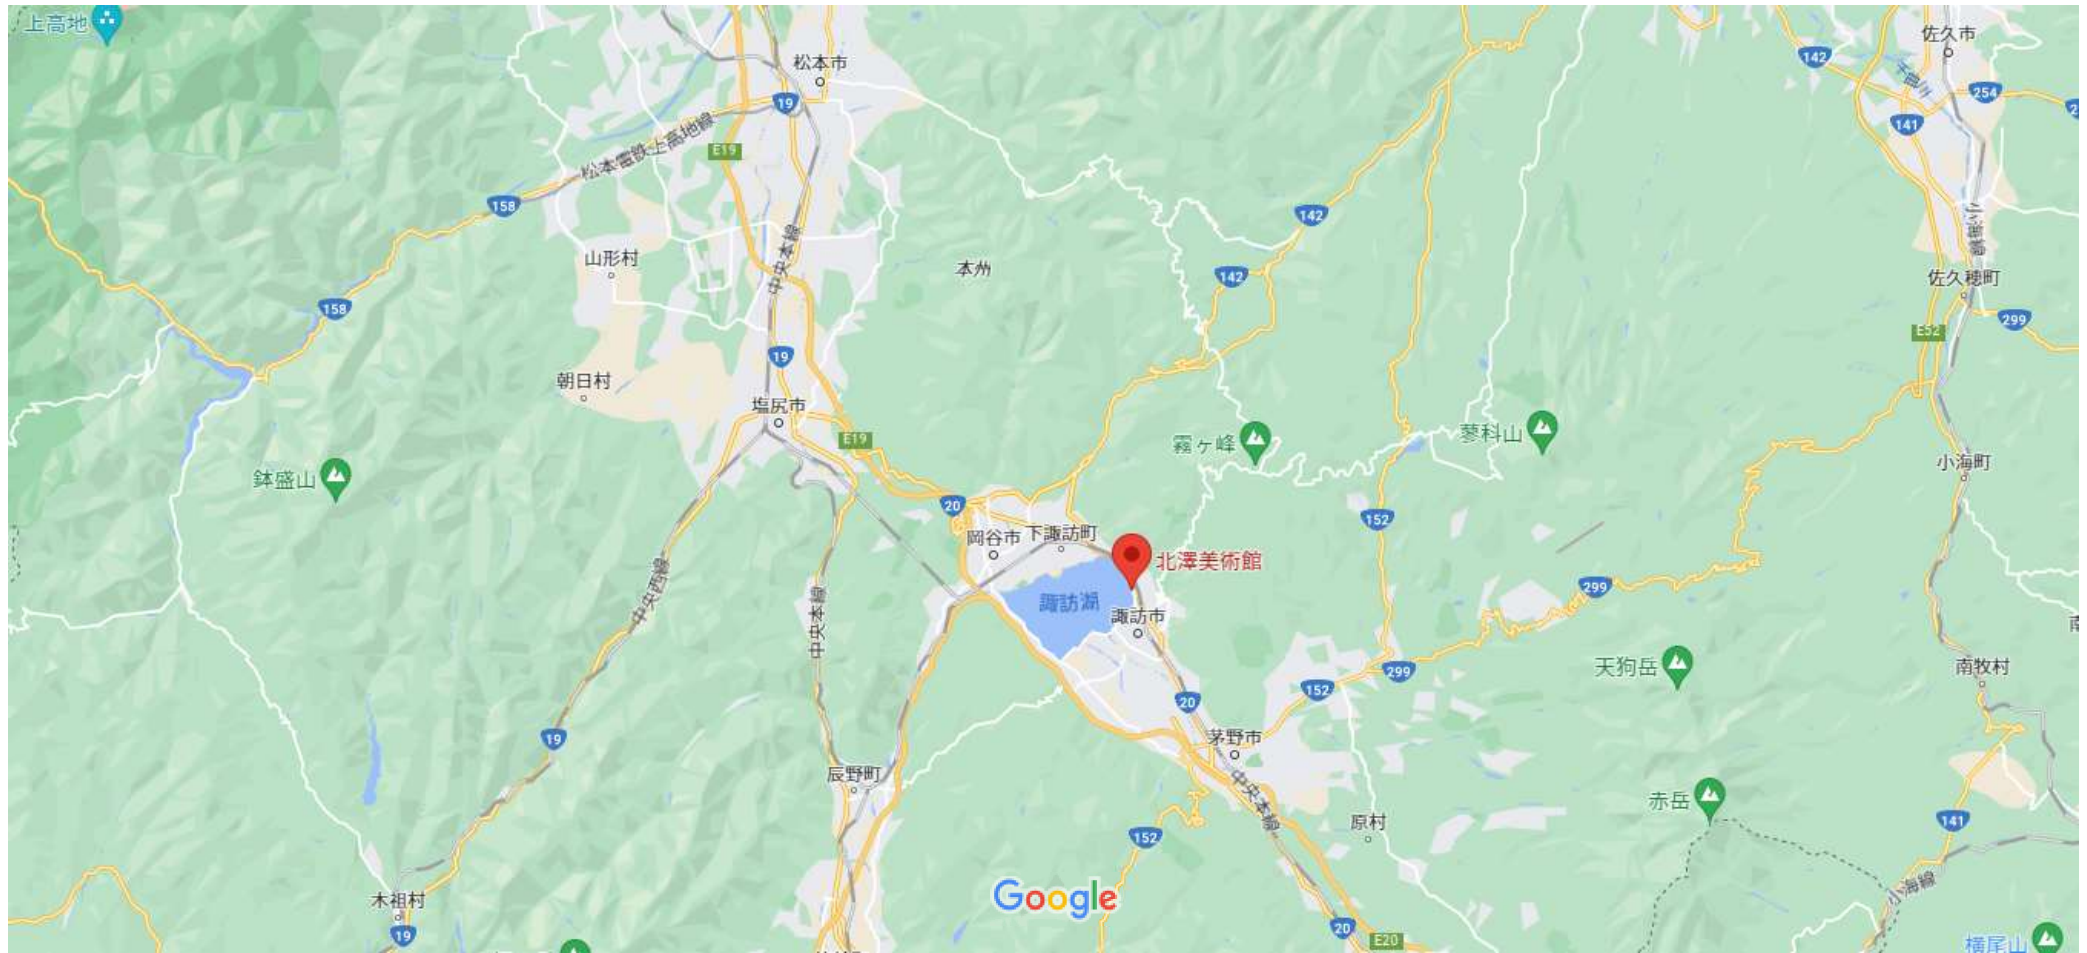 上高地
松本市
佐久市
142
千曲川
19
254
141
E19
松本電鉄上高地線
158
142
小海線
中央本線
山形村
本州
142
佐久穂町
158
299
E52
19
朝日村
塩尻市
E19
霧ヶ峰
蓼科山
小海町
鉢盛山
20
152
岡谷市
下諏訪町
北澤美術館
中央西線
299
諏訪湖
中央本線
諏訪市
299
天狗岳
南牧村
152
20
19
茅野市
辰野町
中央本線
赤岳
原村
152
141
Google
木祖村
小海線
19
20
E20
横尾山